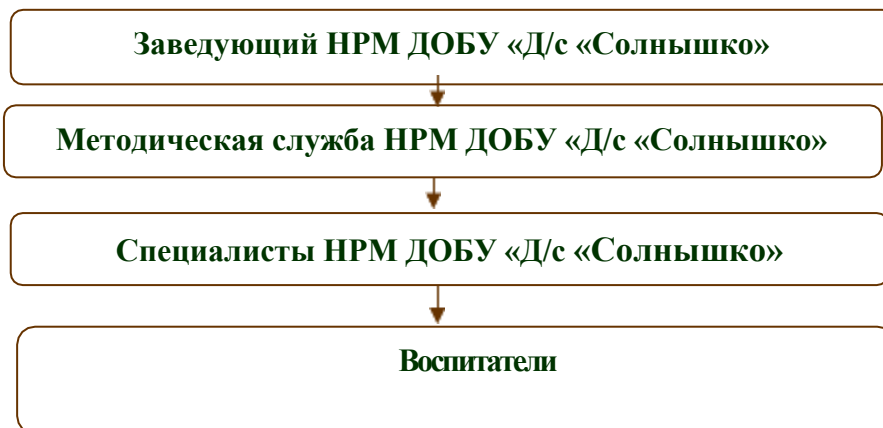 Заведующий НРМ ДОБУ «Д/с «Солнышко»
Методическая служба НРМ ДОБУ «Д/с «Солнышко»
Специалисты НРМ ДОБУ «Д/с «Солнышко»
Воспитатели